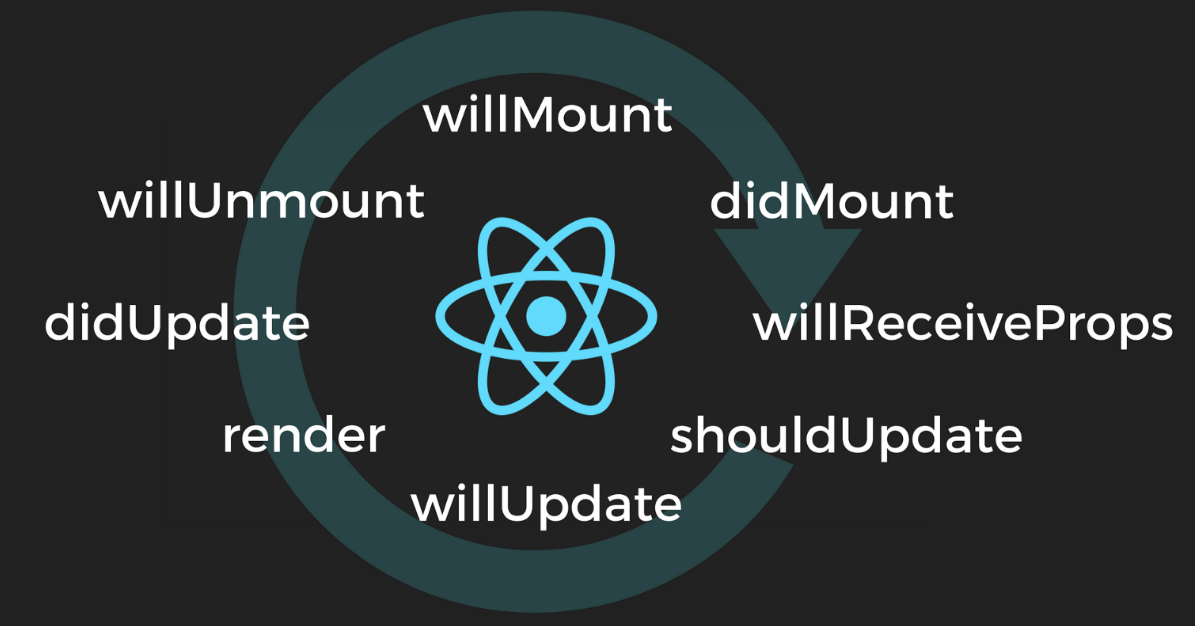 willMount
willUnmount
didMount
didUpdate
willReceiveProps
render
shouldUpdate
willUpdate